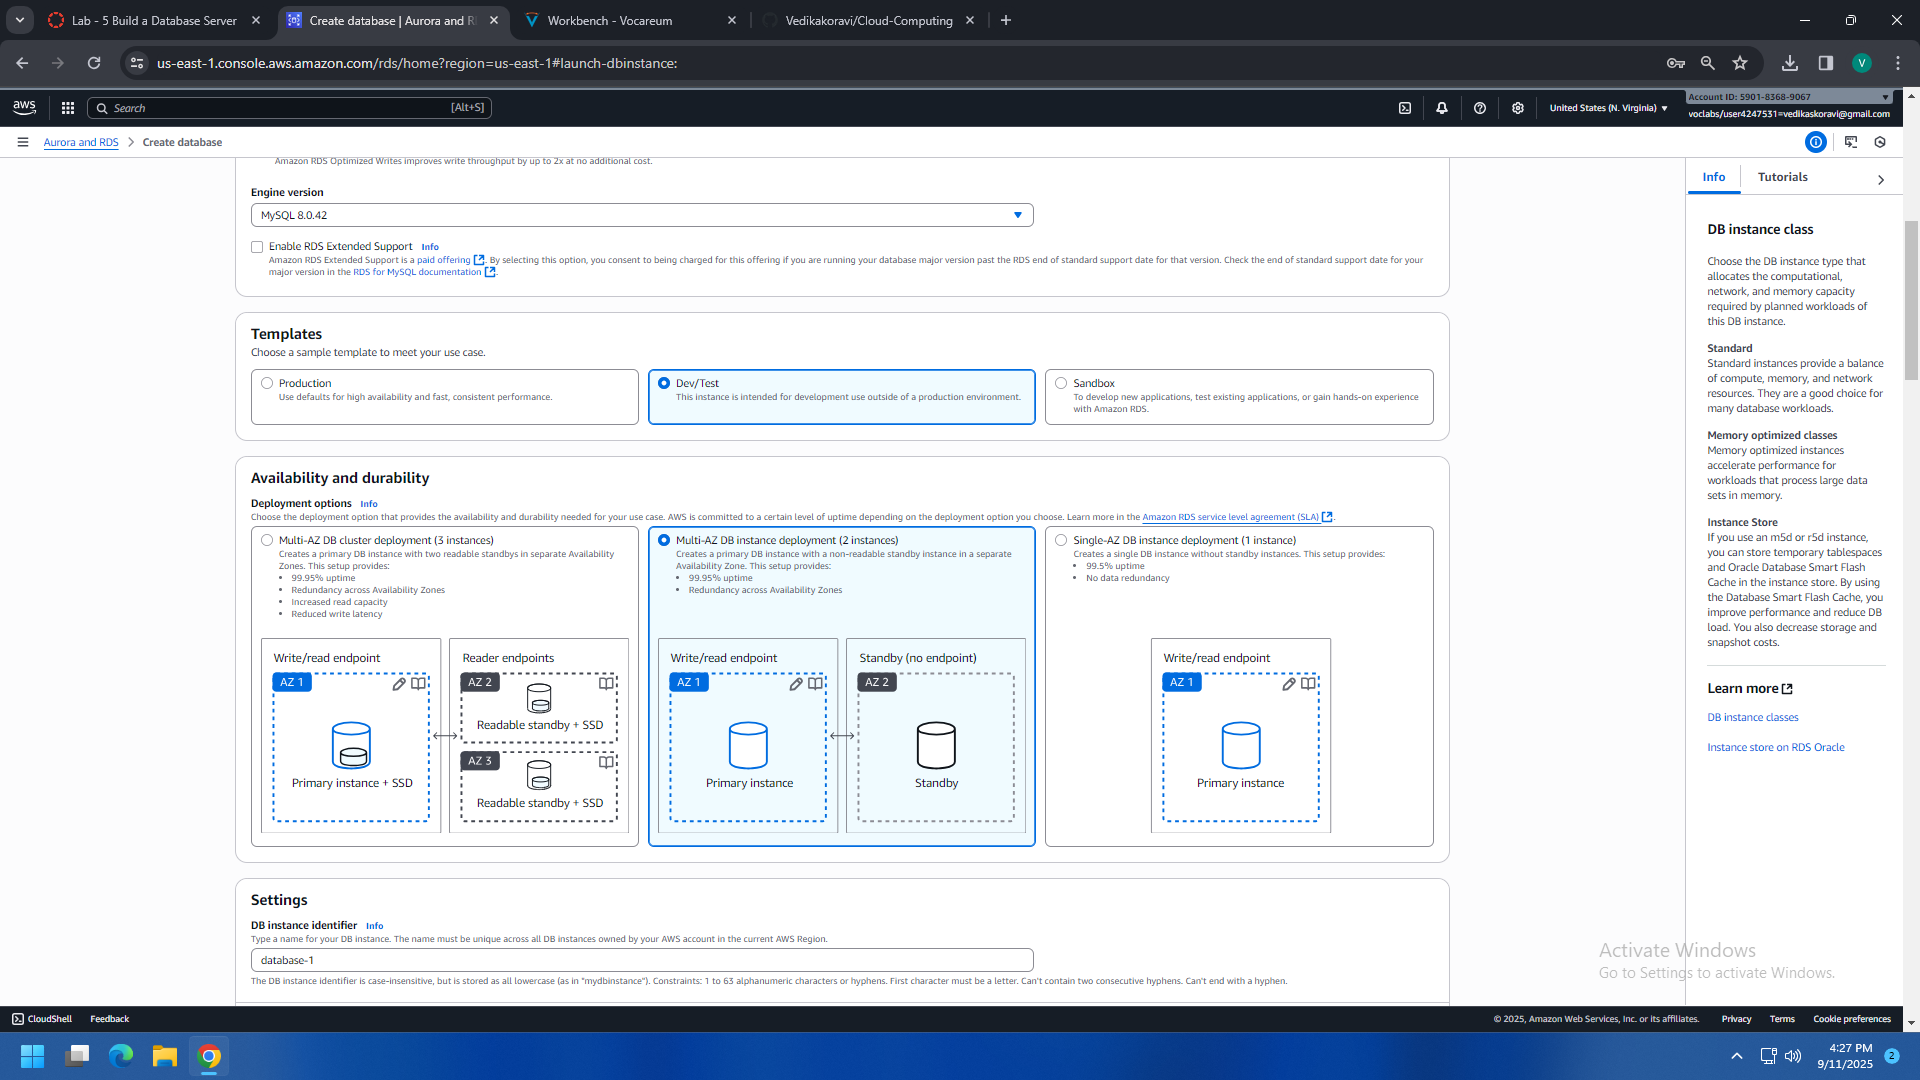 Lab - 5 Build a Database Server
Create database | Aurora and R
Workbench - Vocareum
Vedikakoravi/Cloud-Computing
us-east-1.console.aws.amazon.com/rds/home?region=us-east-1#launch-dbinstance:
V
aws
Search
[Alt+S]
United States (N. Virginia)
Account ID: 5901-8368-9067
voclabs/user4247531=vedikaskoravi@gmail.com
Aurora and RDS > Create database
Amazon RDS Optimized Writes improves write throughput by up to 2x at no additional cost.
Engine version
MySQL 8.0.42
Enable RDS Extended Support Info
Amazon RDS Extended Support is a paid offering. By selecting this option, you consent to being charged for this offering if you are running your database major version past the RDS end of standard support date for that version. Check the end of standard support date for your
major version in the RDS for MySQL documentation.
Templates
Choose a sample template to meet your use case.
Production
Use defaults for high availability and fast, consistent performance.
Dev/Test
This instance is intended for development use outside of a production environment.
Sandbox
To develop new applications, test existing applications, or gain hands-on experience
with Amazon RDS.
Availability and durability
Deployment options Info
Choose the deployment option that provides the availability and durability needed for your use case. AWS is committed to a certain level of uptime depending on the deployment option you choose. Learn more in the Amazon RDS service level agreement (SLA).
Multi-AZ DB cluster deployment (3 instances)
Creates a primary DB instance with two readable standbys in separate Availability
Zones. This setup provides:
• 99.95% uptime
• Redundancy across Availability Zones
• Increased read capacity
• Reduced write latency
Write/read endpoint
AZ 1
Primary instance + SSD
Reader endpoints
AZ 2
Readable standby + SSD
AZ 3
Readable standby + SSD
Multi-AZ DB instance deployment (2 instances)
Creates a primary DB instance with a non-readable standby instance in a separate
Availability Zone. This setup provides:
• 99.95% uptime
• Redundancy across Availability Zones
Write/read endpoint
AZ 1
Primary instance
Standby (no endpoint)
AZ 2
Standby
Single-AZ DB instance deployment (1 instance)
Creates a single DB instance without standby instances. This setup provides:
• 99.5% uptime
• No data redundancy
Write/read endpoint
AZ 1
Primary instance
Settings
DB instance identifier Info
Type a name for your DB instance. The name must be unique across all DB instances owned by your AWS account in the current AWS Region.
database-1
The DB instance identifier is case-insensitive, but is stored as all lowercase (as in "mydbinstance"). Constraints: 1 to 63 alphanumeric characters or hyphens. First character must be a letter. Can't contain two consecutive hyphens. Can't end with a hyphen.
Info
Tutorials
DB instance class
Choose the DB instance type that
allocates the computational,
network, and memory capacity
required by planned workloads of
this DB instance.
Standard
Standard instances provide a balance
of compute, memory, and network
resources. They are a good choice for
many database workloads.
Memory optimized classes
Memory optimized instances
accelerate performance for
workloads that process large data
sets in memory.
Instance Store
If you use an m5d or r5d instance,
you can store temporary tablespaces
and Oracle Database Smart Flash
Cache in the instance store. By using
the Database Smart Flash Cache, you
improve performance and reduce DB
load. You also decrease storage and
snapshot costs.
Learn more
DB instance classes
Instance store on RDS Oracle
Activate Windows
Go to Settings to activate Windows.
CloudShell
Feedback
© 2025, Amazon Web Services, Inc. or its affiliates.
Privacy
Terms
Cookie preferences
4:27 PM
9/11/2025
2